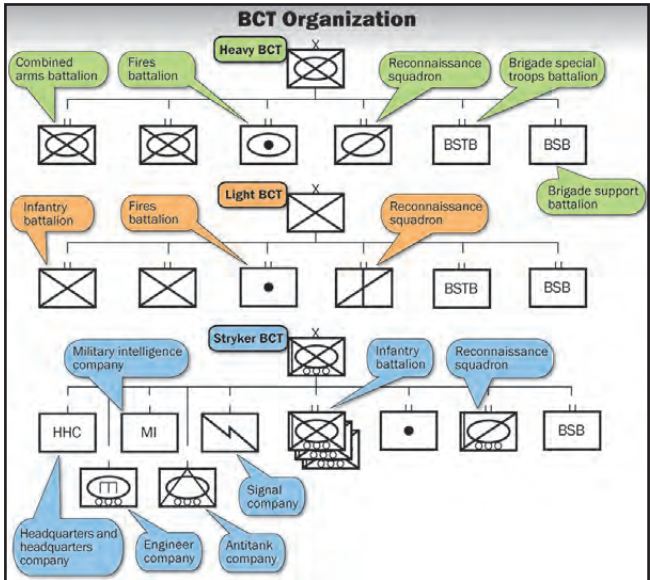 BCT Organization
X
Heavy BCT
Combined
arms battalion
Fires
battalion
Reconnaissance
squadron
Brigade special
troops battalion
BSTB
BSB
Brigade support
battalion
Light BCT
Infantry
battalion
Fires
battalion
Reconnaissance
squadron
BSTB
BSB
X
Stryker BCT
Military intelligence
company
Infantry
battalion
Reconnaissance
squadron
HHC
MI
BSB
Signal
company
Headquarters and
headquarters
company
Engineer
company
Antitank
company